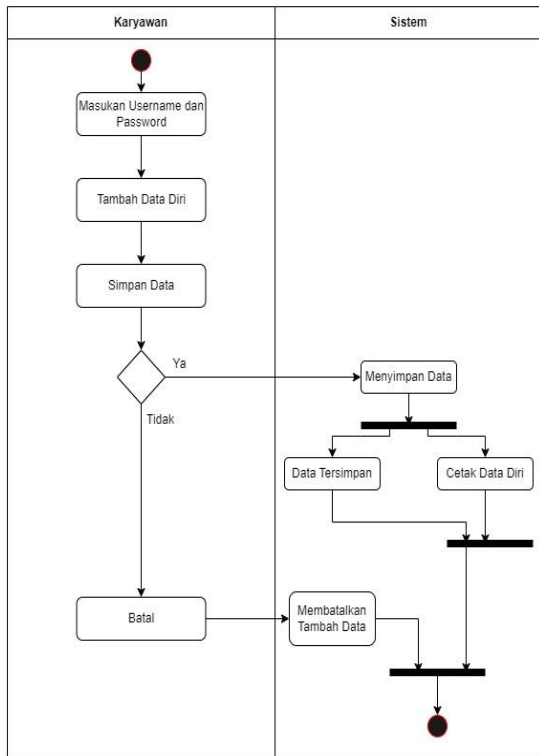 Karyawan
Sistem
Masukan Username dan
Password
Tambah Data Diri
Simpan Data
Ya
Menyimpan Data
Tidak
Data Tersimpan
Cetak Data Diri
Batal
Membatalkan
Tambah Data